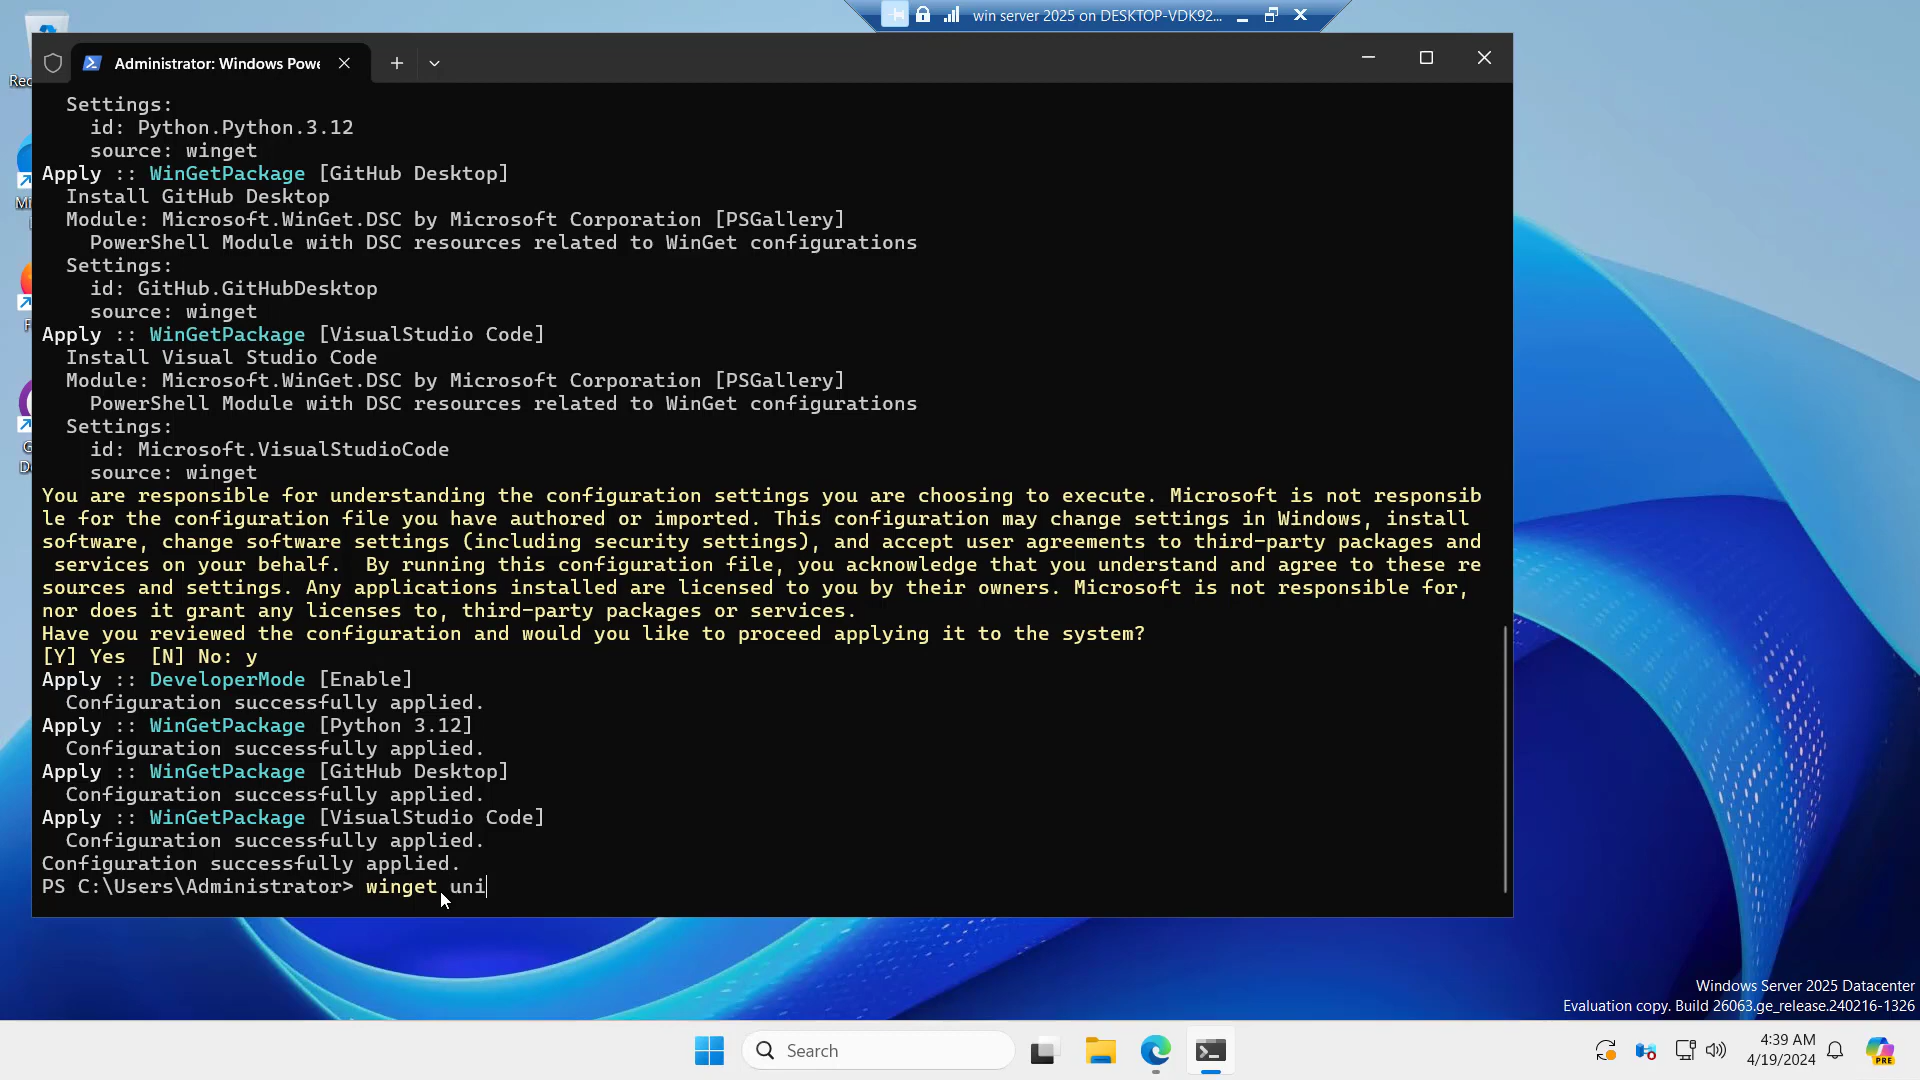 win server 2025 on DESKTOP-VDK92...
Administrator: Windows Powe
Settings:
id: Python.Python.3.12
source: winget
Apply :: WinGetPackage [GitHub Desktop]
Install GitHub Desktop
Module: Microsoft.WinGet.DSC by Microsoft Corporation [PSGallery]
PowerShell Module with DSC resources related to WinGet configurations
Settings:
id: GitHub.GitHubDesktop
source: winget
Apply :: WinGetPackage [VisualStudio Code]
Install Visual Studio Code
Module: Microsoft.WinGet.DSC by Microsoft Corporation [PSGallery]
PowerShell Module with DSC resources related to WinGet configurations
Settings:
id: Microsoft.VisualStudioCode
source: winget
You are responsible for understanding the configuration settings you are choosing to execute. Microsoft is not responsib
le for the configuration file you have authored or imported. This configuration may change settings in Windows, install
software, change software settings (including security settings), and accept user agreements to third-party packages and
services on your behalf.  By running this configuration file, you acknowledge that you understand and agree to these re
sources and settings. Any applications installed are licensed to you by their owners. Microsoft is not responsible for,
nor does it grant any licenses to, third-party packages or services.
Have you reviewed the configuration and would you like to proceed applying it to the system?
[Y] Yes  [N] No: y
Apply :: DeveloperMode [Enable]
Configuration successfully applied.
Apply :: WinGetPackage [Python 3.12]
Configuration successfully applied.
Apply :: WinGetPackage [GitHub Desktop]
Configuration successfully applied.
Apply :: WinGetPackage [VisualStudio Code]
Configuration successfully applied.
Configuration successfully applied.
PS C:\Users\Administrator> winget uni
Windows Server 2025 Datacenter
Evaluation copy. Build 26063.ge_release.240216-1326
Search
4:39 AM
4/19/2024
PRE